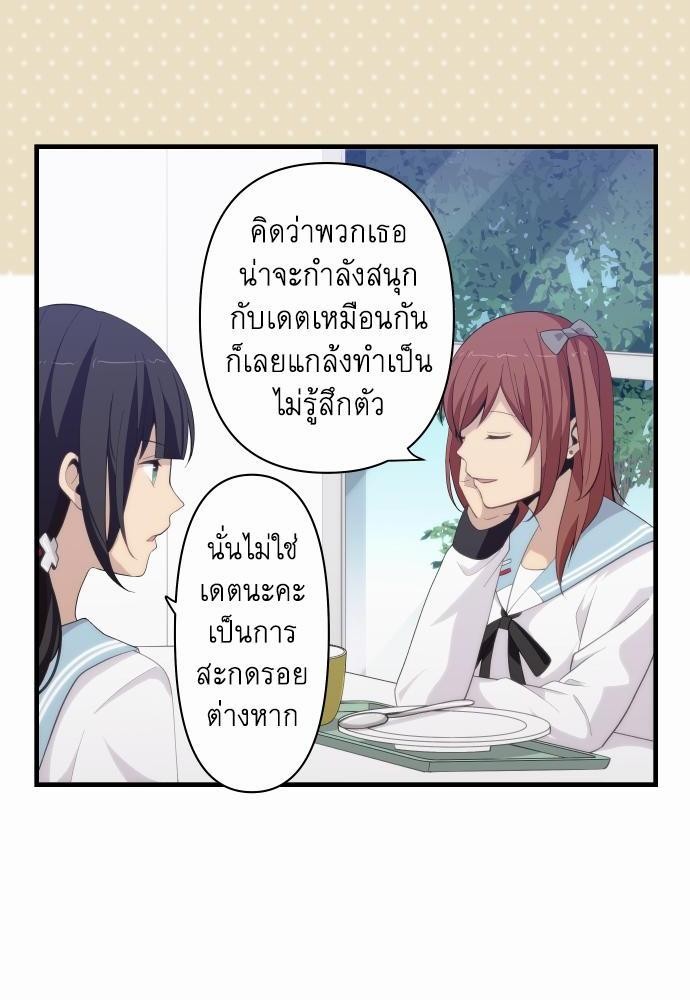 คิดว่าพวกเธอ
น่าจะกำลังสนุก
กับเดตเหมือนกัน
ก็เลยแกล้งทำเป็น
ไม่รู้สึกตัว
นั่นไม่ใช่
เดตนะคะ
เป็นการ
สะกดรอย
ต่างหาก